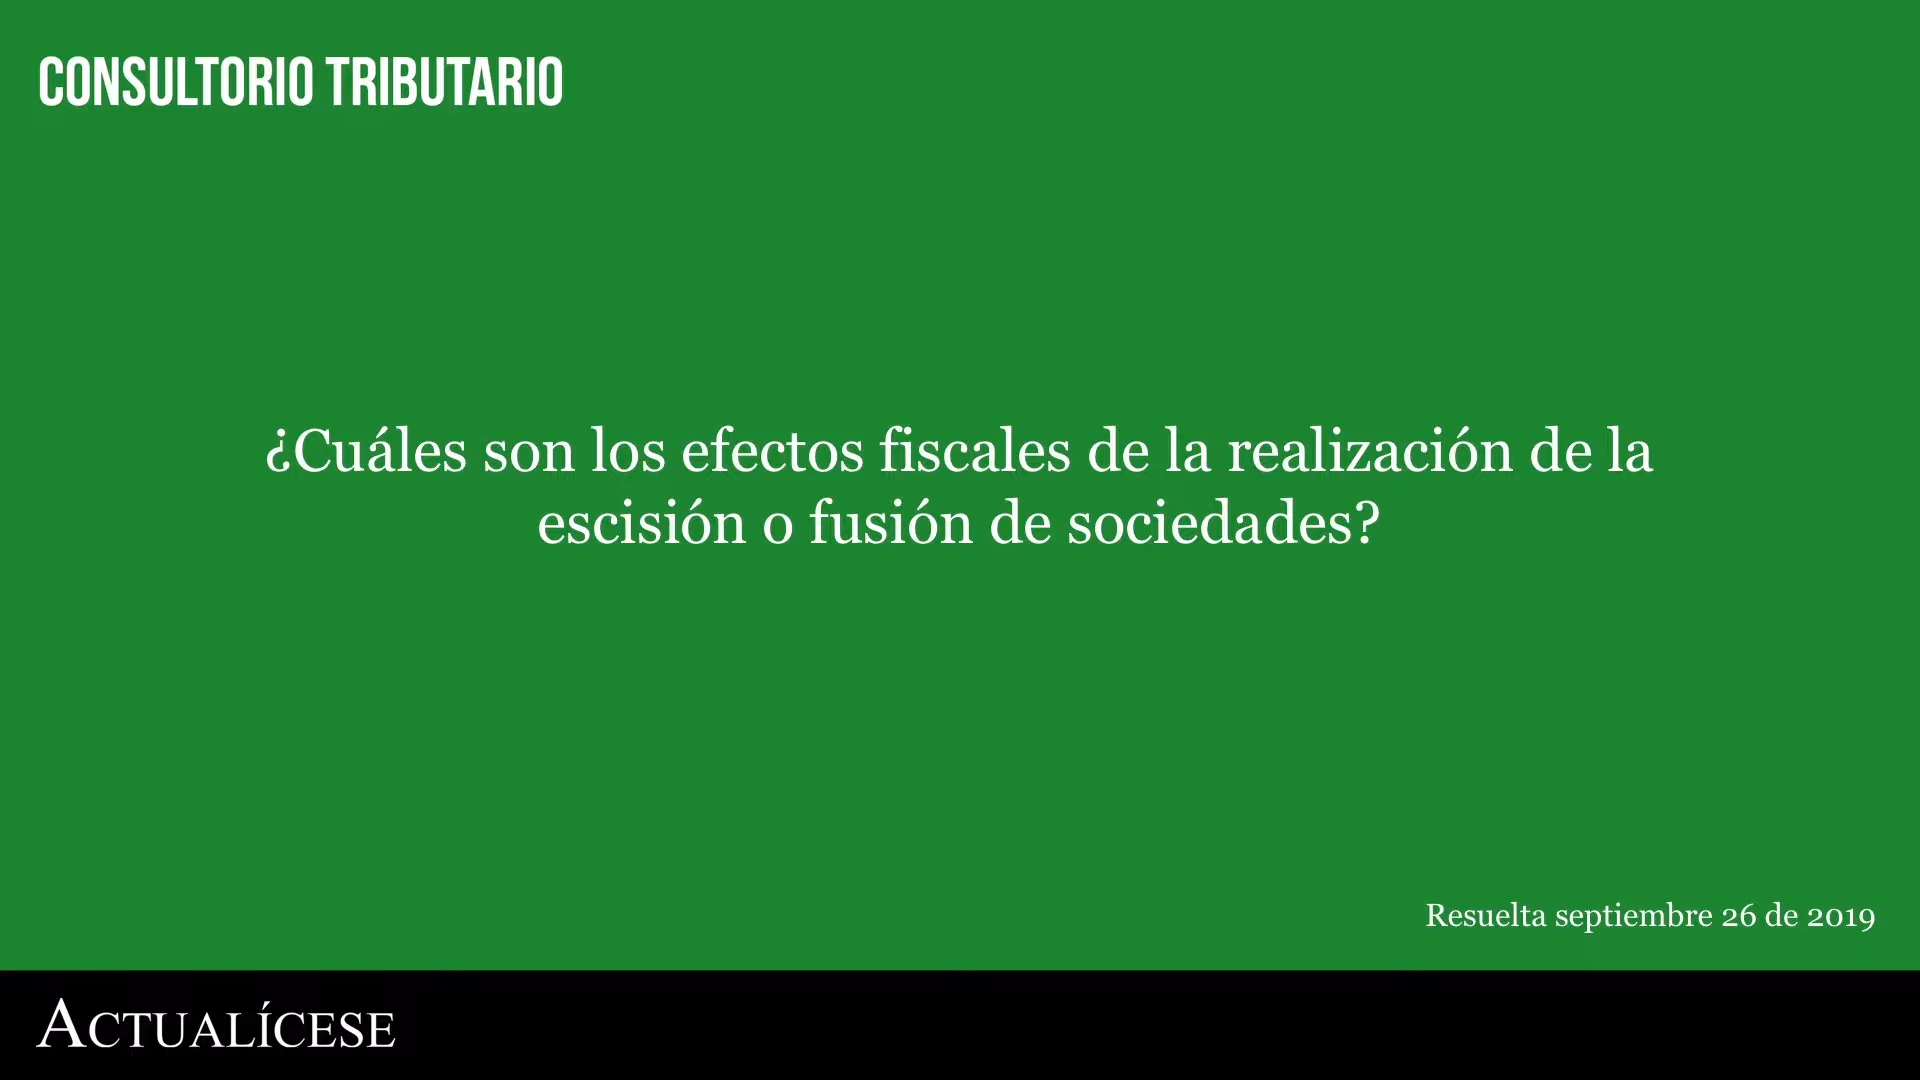 CONSULTORIO TRIBUTARIO
¿Cuáles son los efectos fiscales de la realización de la
escisión o fusión de sociedades?
Resuelta septiembre 26 de 2019
ACTUALÍCESE